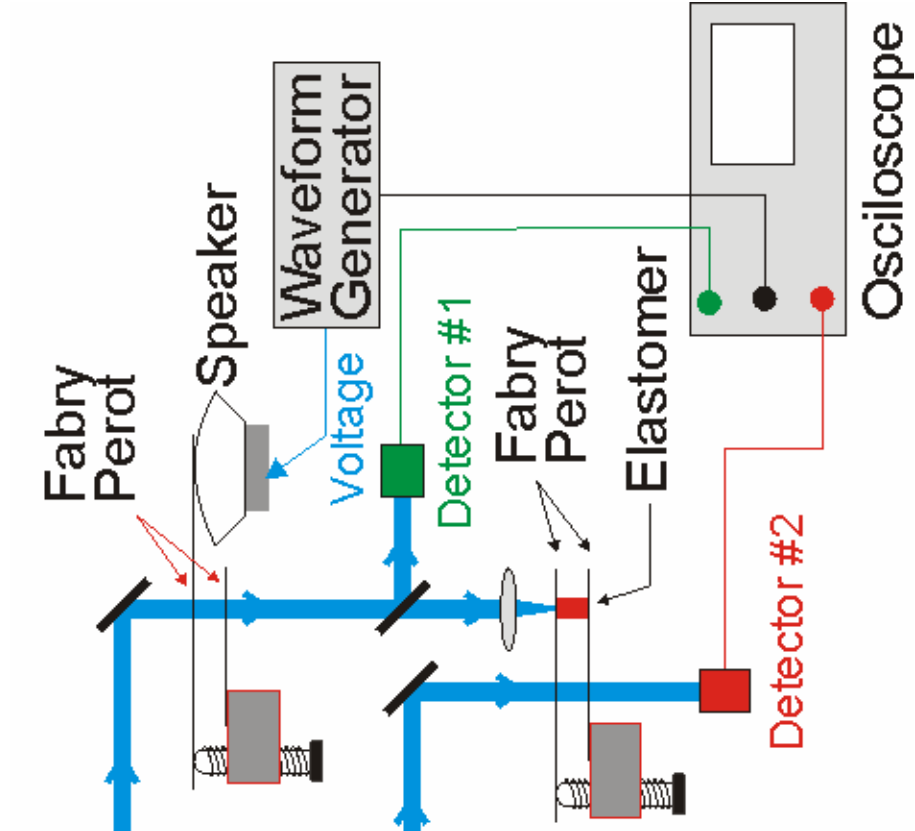 Fabry
Perot
Speaker
Waveform
Generator
Voltage
Detector #1
Fabry
Perot
Elastomer
Detector #2
Osciloscope